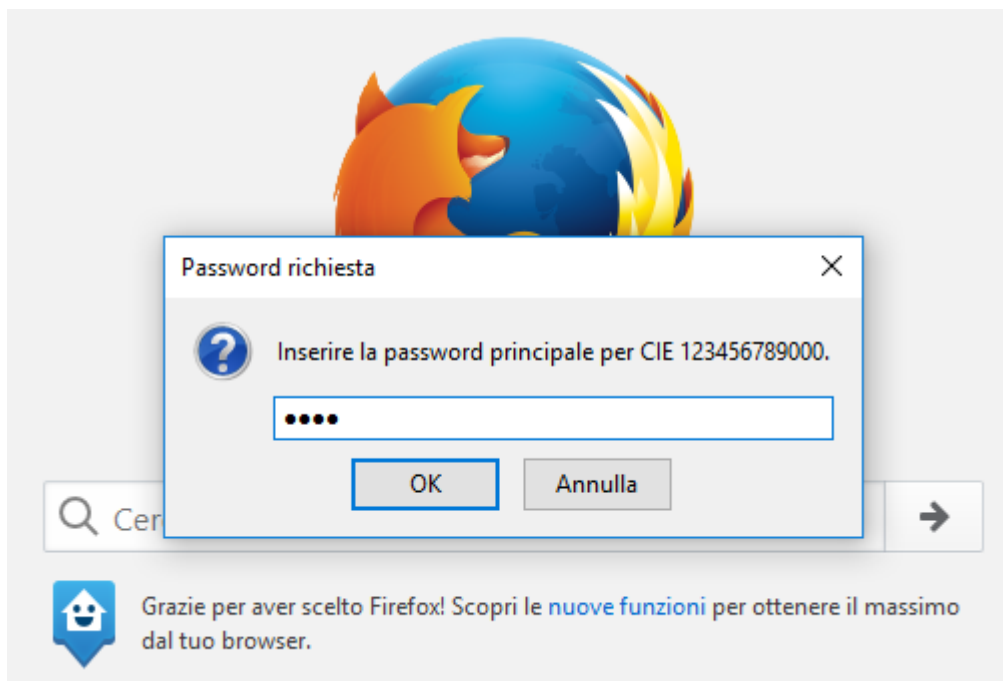 Password richiesta
Inserire la password principale per CIE 123456789000.
••••
OK
Annulla
Cer
Grazie per aver scelto Firefox! Scopri le nuove funzioni per ottenere il massimo
dal tuo browser.